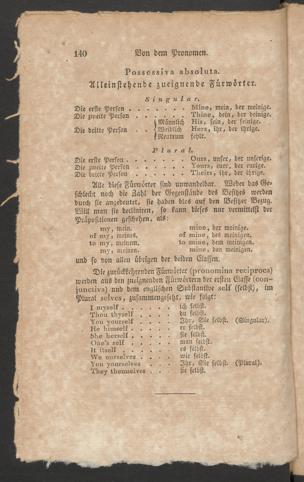 140 Von dem Pronomen.
Possessiva absoluta.
Alleinstehende zueignende Fürwörter.
Singular.
Die erste Person . . . . . . . Mine, mein, der meinige.
Die zweite Person . . . . . . . Thine, dein, der deinige.
Die dritte Person . . . { Männlich His, sein, der seinige.
Weiblich Hers, ihr, der ihrige.
Neutrum fehlt.
Plural.
Die erste Person . . . . . . . Ours, unser, der unserige.
Die zweite Person . . . . . . . Yours, euer, der eurige.
Die dritte Person . . . . . . . Theirs, ihr, der ihrige.
Alle diese Fürwörter sind unwandelbar. Weder das Geschlecht
noch die Zahl der Gegenstände des Besitzes werden
durch sie angedeutet, sie haben dies auf den Besitzer Bezug.
Will man sie decliniren, so kann dieses nur vermittelst der
Präpositionen geschehen, als:
my, mein. mine, der meinige.
of my, meines. of mine, des meinigen.
to my, meinem. to mine, dem meinigen.
my, meinen. mine, den meinigen.
und so von allen übrigen der beiden Classen.
Die zurückkehrenden Fürwörter (pronomina reciproca)
werden aus den zueignenden Fürwörtern der ersten Classe (conjunctiva)
und dem englischen Substantive self (selbst), im
Plural selves, zusammengesetzt, wie folgt:
I myself . . . . . ich selbst.
Thou thyself . . . . . du selbst.
You yourself . . . . . Ihr, Sie selbst. (Singular).
He himself . . . . . er selbst.
She herself . . . . . sie selbst.
One's self . . . . . man selbst.
It itself . . . . . es selbst.
We ourselves . . . . . wir selbst.
You yourselves . . . . . Ihr, Sie selbst. (Plural).
They themselves . . . . . sie selbst.